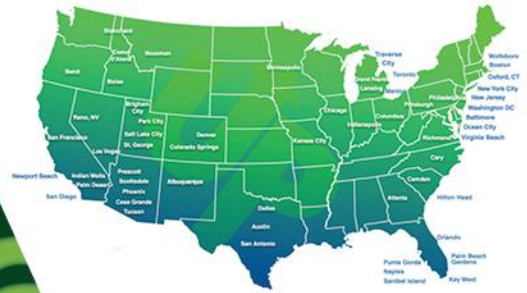 Traverse
City
Toronto
Wolfeboro
Boston
Oxford, CT
New York City
New Jersey
Washington DC
Baltimore
Ocean City
Virginia Beach
Coeur
Bozeman
Bend
Boise
Minneapolis
Grand Rapids
Lansing
Chicago
Indianapolis
Columbus
Pittsburgh
Philadelphia
Richmond
Reno, NV
Brigham
City
Park City
Salt Lake City
St. George
Denver
Colorado Springs
Kansas City
San Francisco
Las Vegas
Cary
Camden
Newport Beach
Indian Wells
Palm Desert
San Diego
Prescott
Scottsdale
Phoenix
Casa Grande
Albuquerque
Atlanta
Hilton Head
Dallas
Austin
San Antonio
Orlando
Palm Beach
Gardens
Punta Gorda
Naples
Sanibel Island
Key West